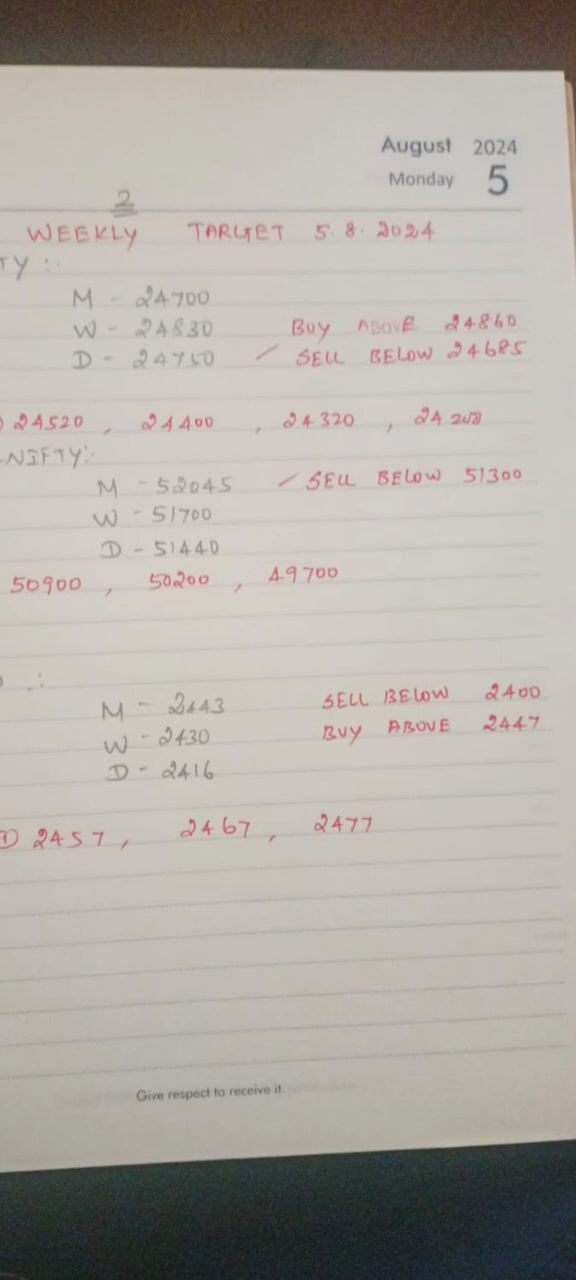 August 2024
Monday 5
2
WEEKLY TARGET 5.8.2024
TY :-
M - 24700
W - 24830 BUY ABOVE 24860
D - 24750 / SELL BELOW 24685
24520, 24400, 24320, 24208
NIFTY:
M - 52045 / SELL BELOW 51300
W - 51700
D - 51440
50900, 50200, 49700
M - 2443 SELL BELOW 2400
W - 2430 BUY ABOVE 2447
D - 2416
① 2457, 2467, 2477
Give respect to receive it.